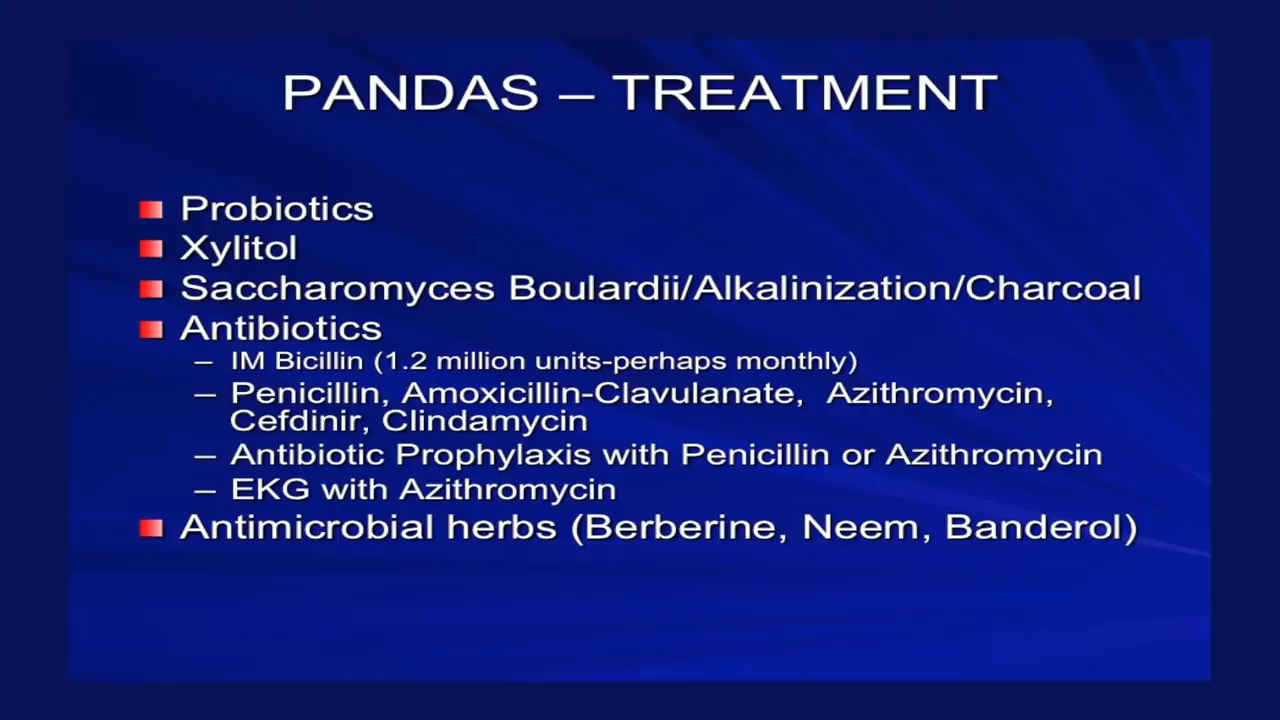 PANDAS – TREATMENT
Probiotics
Xylitol
Saccharomyces Boulardii/Alkalinization/Charcoal
Antibiotics
– IM Bicillin (1.2 million units-perhaps monthly)
– Penicillin, Amoxicillin-Clavulanate, Azithromycin,
Cefdinir, Clindamycin
– Antibiotic Prophylaxis with Penicillin or Azithromycin
– EKG with Azithromycin
Antimicrobial herbs (Berberine, Neem, Banderol)